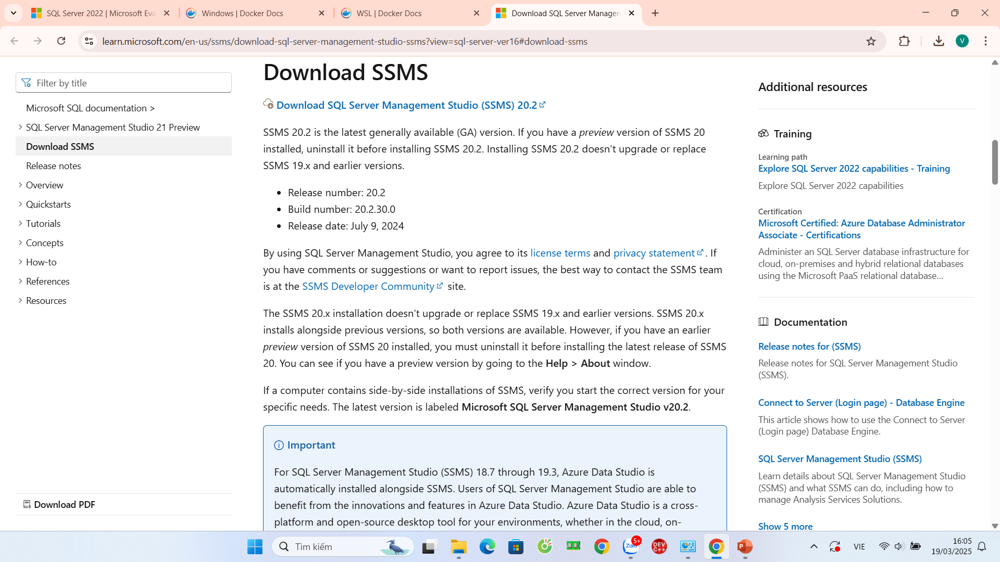 SQL Server 2022 | Microsoft Eva
Windows | Docker Docs
WSL | Docker Docs
Download SQL Server Managen
learn.microsoft.com/en-us/ssms/download-sql-server-management-studio-ssms?view=sql-server-ver16#download-ssms
V
Filter by title
Microsoft SQL documentation >
SQL Server Management Studio 21 Preview
Download SSMS
Release notes
Overview
Quickstarts
Tutorials
Concepts
How-to
References
Resources
Download PDF
Download SSMS
Download SQL Server Management Studio (SSMS) 20.2
SSMS 20.2 is the latest generally available (GA) version. If you have a preview version of SSMS 20
installed, uninstall it before installing SSMS 20.2. Installing SSMS 20.2 doesn't upgrade or replace
SSMS 19.x and earlier versions.
• Release number: 20.2
• Build number: 20.2.30.0
• Release date: July 9, 2024
By using SQL Server Management Studio, you agree to its license terms and privacy statement. If
you have comments or suggestions or want to report issues, the best way to contact the SSMS team
is at the SSMS Developer Community site.
The SSMS 20.x installation doesn't upgrade or replace SSMS 19.x and earlier versions. SSMS 20.x
installs alongside previous versions, so both versions are available. However, if you have an earlier
preview version of SSMS 20 installed, you must uninstall it before installing the latest release of SSMS
20. You can see if you have a preview version by going to the Help > About window.
If a computer contains side-by-side installations of SSMS, verify you start the correct version for your
specific needs. The latest version is labeled Microsoft SQL Server Management Studio v20.2.
Important
For SQL Server Management Studio (SSMS) 18.7 through 19.3, Azure Data Studio is
automatically installed alongside SSMS. Users of SQL Server Management Studio are able to
benefit from the innovations and features in Azure Data Studio. Azure Data Studio is a cross-
platform and open-source desktop tool for your environments, whether in the cloud, on-
Additional resources
Training
Learning path
Explore SQL Server 2022 capabilities - Training
Explore SQL Server 2022 capabilities
Certification
Microsoft Certified: Azure Database Administrator
Associate - Certifications
Administer an SQL Server database infrastructure for
cloud, on-premises and hybrid relational databases
using the Microsoft PaaS relational database...
Documentation
Release notes for (SSMS)
Release notes for SQL Server Management Studio
(SSMS).
Connect to Server (Login page) - Database Engine
This article shows how to use the Connect to Server
(Login page) Database Engine.
SQL Server Management Studio (SSMS)
Learn details about SQL Server Management Studio
(SSMS) and what SSMS can do, including how to
manage Analysis Services Solutions.
Show 5 more
Tìm kiếm
Zalo
5+
DEV
C++
P
VIE
16:05
19/03/2025